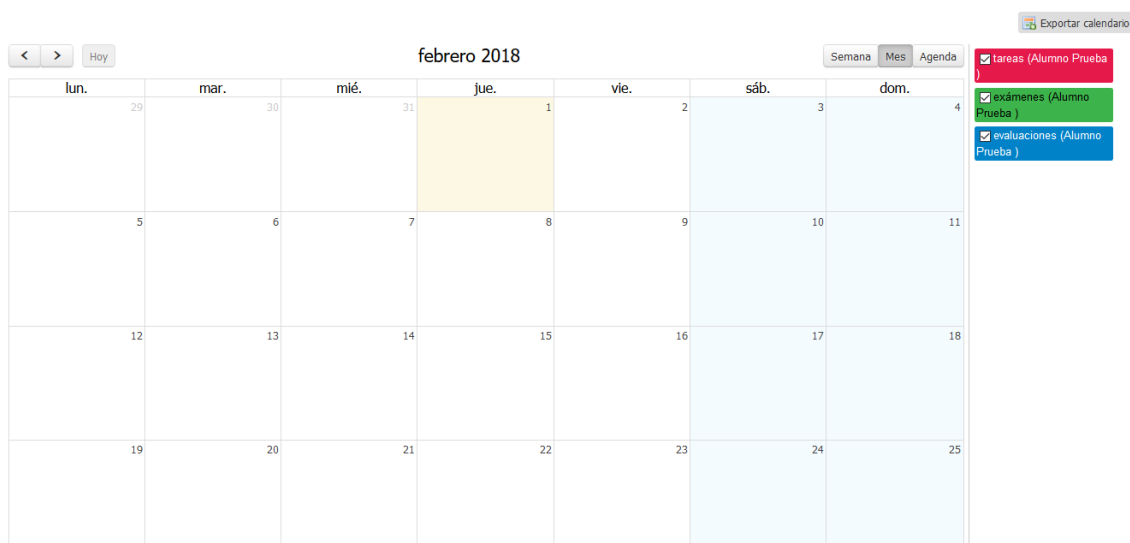 Exportar calendario
< > Hoy febrero 2018 Semana Mes Agenda
lun. mar. mié. jue. vie. sáb. dom.
29 30 31 1 2 3 4
5 6 7 8 9 10 11
12 13 14 15 16 17 18
19 20 21 22 23 24 25
tareas (Alumno Prueba
)
exámenes (Alumno
Prueba )
evaluaciones (Alumno
Prueba )